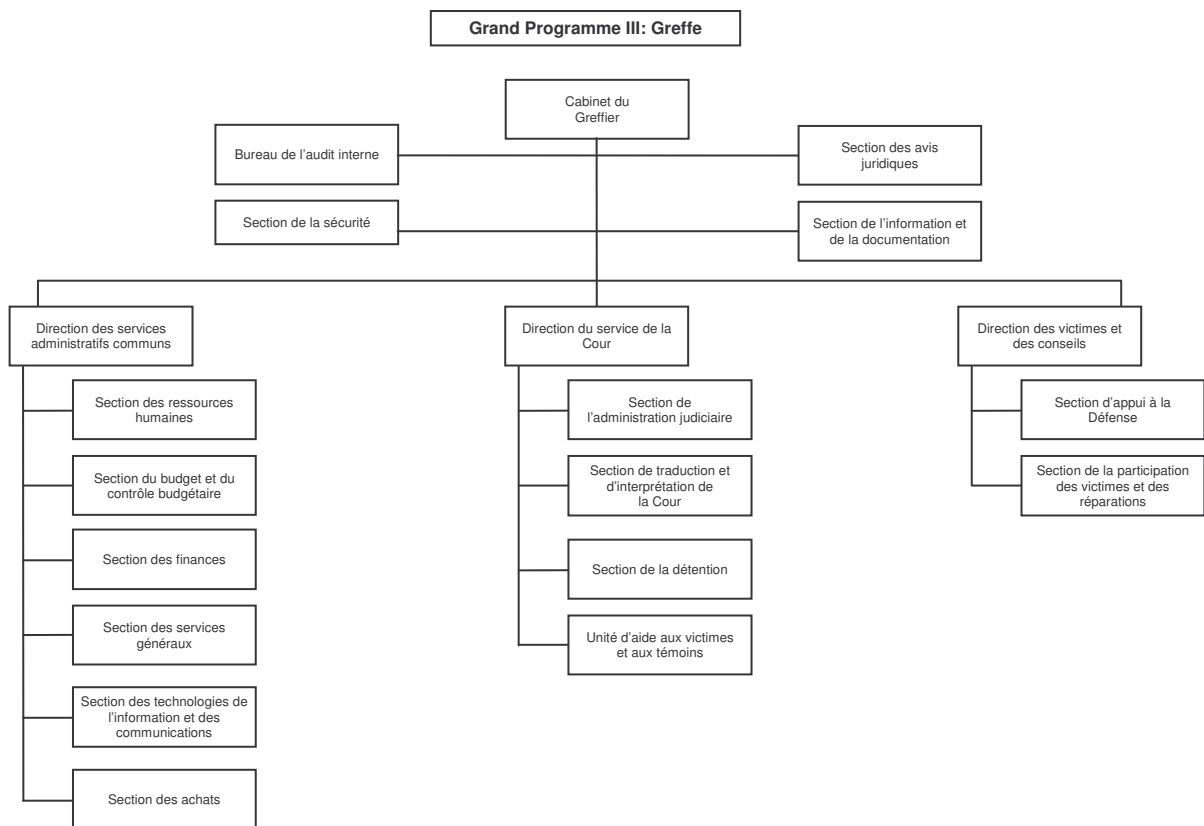 Grand Programme III: Greffe
Cabinet du
Greffier
Bureau de l'audit interne
Section des avis
juridiques
Section de la sécurité
Section de l'information et
de la documentation
Direction des services
administratifs communs
Direction du service de la
Cour
Direction des victimes et
des conseils
Section des ressources
humaines
Section du budget et du
contrôle budgétaire
Section des finances
Section des services
généraux
Section des technologies de
l'information et des
communications
Section des achats
Section de
l'administration judiciaire
Section de traduction et
d'interprétation de
la Cour
Section de la détention
Unité d'aide aux victimes
et aux témoins
Section d'appui à la
Défense
Section de la participation
des victimes et des
réparations